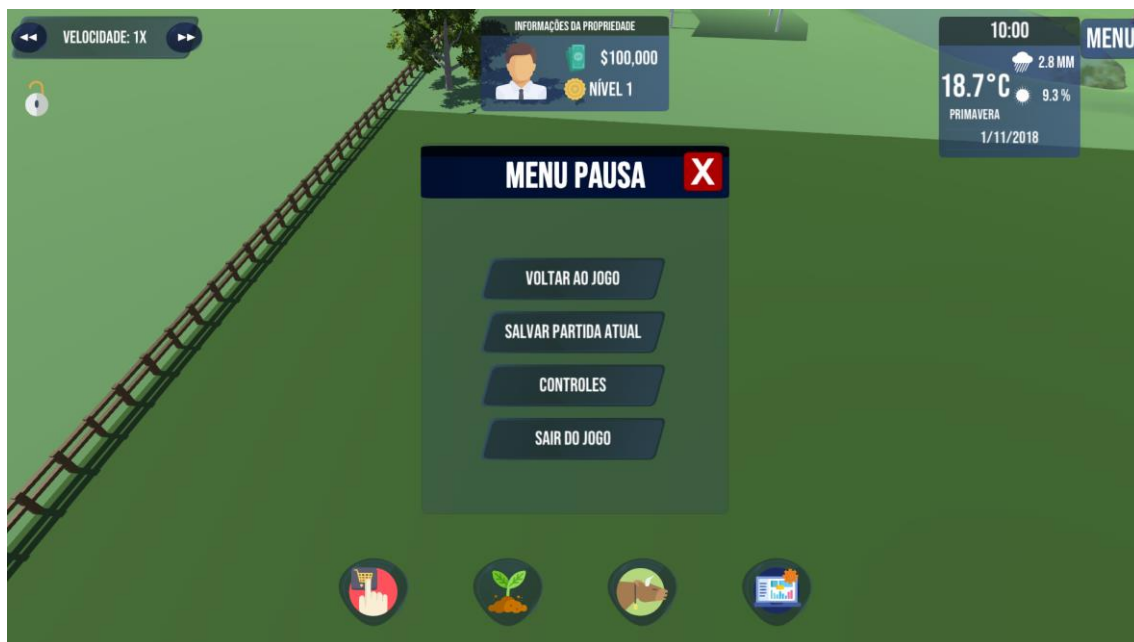 VELOCIDADE: 1X
INFORMAÇÕES DA PROPRIEDADE
$100,000
NÍVEL 1
10:00
MENU
2.8 MM
18.7°C
9.3 %
PRIMAVERA
1/11/2018
MENU PAUSA
X
VOLTAR AO JOGO
SALVAR PARTIDA ATUAL
CONTROLES
SAIR DO JOGO